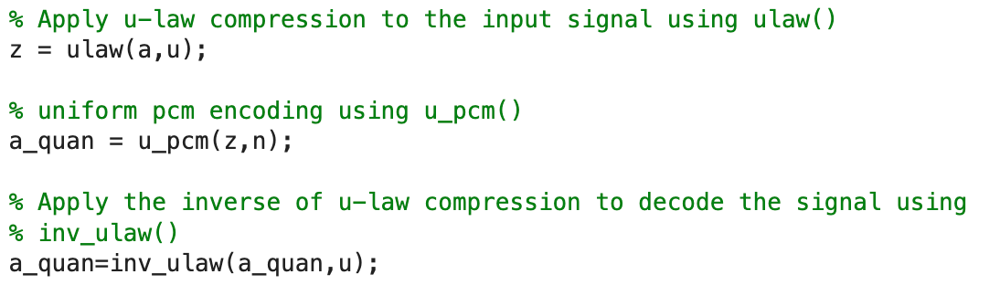 % Apply u-law compression to the input signal using ulaw()
z = ulaw(a,u);
% uniform pcm encoding using u_pcm()
a_quan = u_pcm(z,n);
% Apply the inverse of u-law compression to decode the signal using
% inv_ulaw()
a_quan=inv_ulaw(a_quan,u);